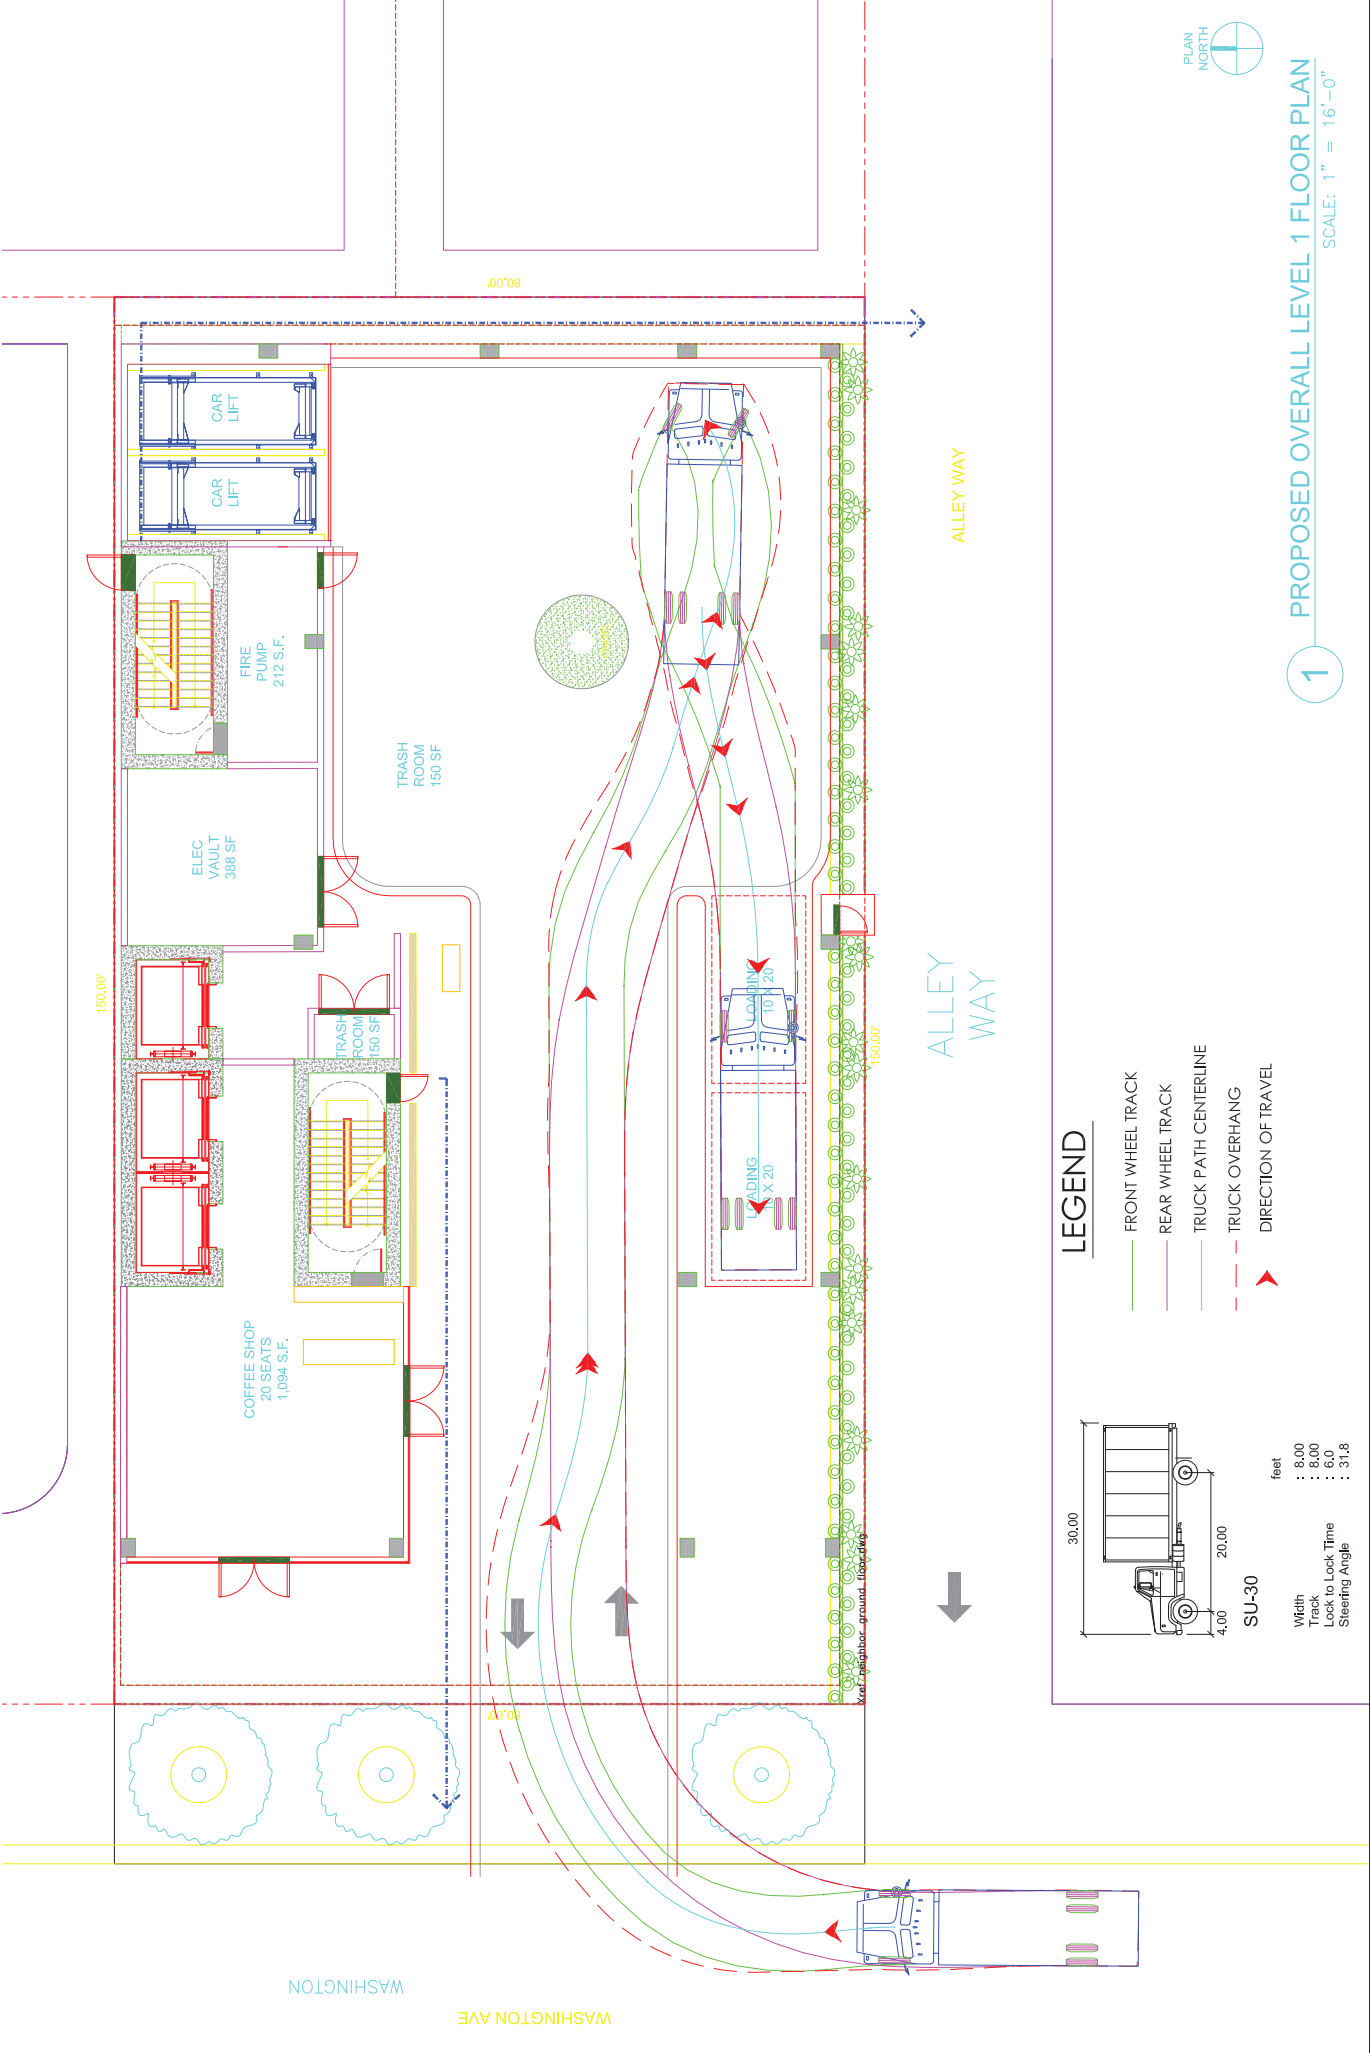 PLAN
NORTH
PROPOSED OVERALL LEVEL 1 FLOOR PLAN
SCALE: 1" = 16'-0"
1
80.00'
CAR
LIFT
CAR
LIFT
FIRE
PUMP
212 S.F.
TRASH
ROOM
150 SF
ELEC
VAULT
388 SF
150.00'
TRASH
ROOM
150 SF
COFFEE SHOP
20 SEATS
1,094 S.F.
LOADING
10 X 20
LOADING
10 X 20
150.00'
ALLEY WAY
ALLEY
WAY
Xref neighbor ground floor.dwg
80.00'
WASHINGTON
WASHINGTON AVE
LEGEND
FRONT WHEEL TRACK
REAR WHEEL TRACK
TRUCK PATH CENTERLINE
TRUCK OVERHANG
DIRECTION OF TRAVEL
30.00
4.00
20.00
SU-30
feet
Width : 8.00
Track : 8.00
Lock to Lock Time : 6.0
Steering Angle : 31.8